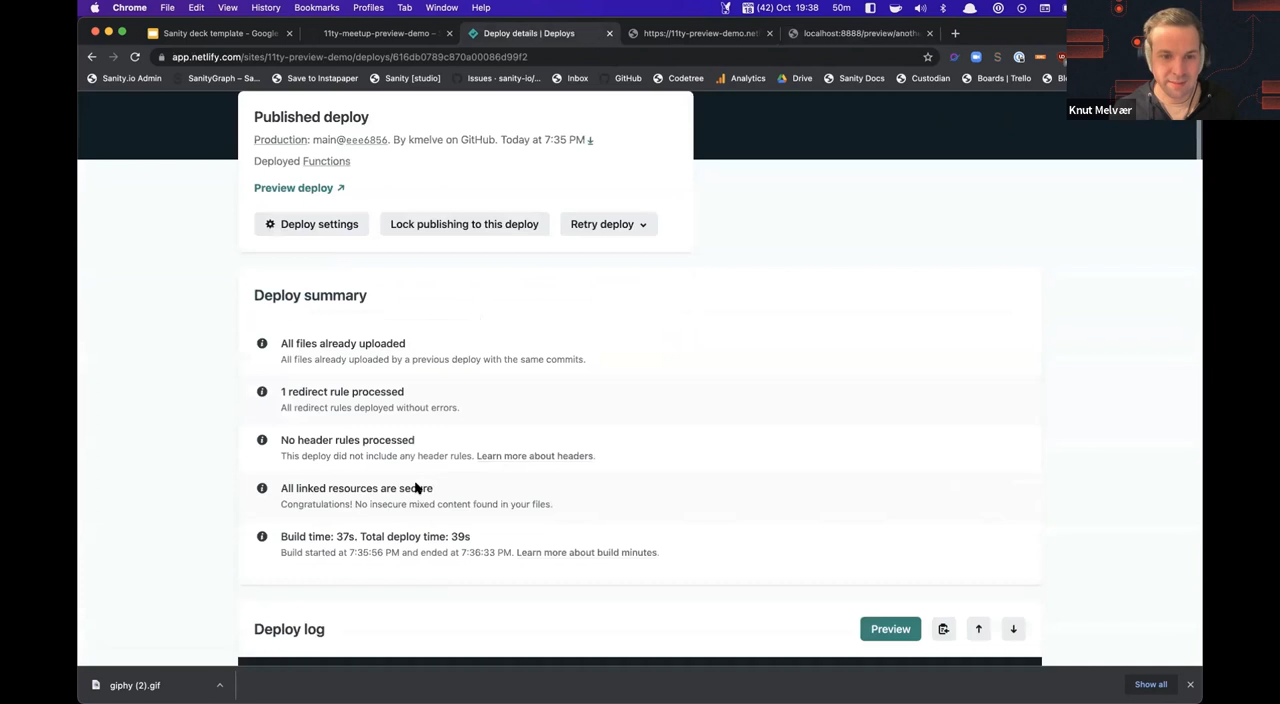 Chrome File Edit View History Bookmarks Profiles Tab Window Help
18 (42) Oct 19:38 50m
Sanity deck template - Google
11ty-meetup-preview-demo -
Deploy details | Deploys
https://11ty-preview-demo.net
localhost:8888/preview/anoth
app.netlify.com/sites/11ty-preview-demo/deploys/616db0789c870a00086d99f2
Sanity.io Admin SanityGraph - Sa... Save to Instapaper Sanity [studio] Issues · sanity-io/... Inbox GitHub Codetree Analytics Drive Sanity Docs Custodian Boards | Trello
Knut Melvær
Published deploy
Production: main@eee6856. By kmelve on GitHub. Today at 7:35 PM
Deployed Functions
Preview deploy ↗
Deploy settings
Lock publishing to this deploy
Retry deploy
Deploy summary
All files already uploaded
All files already uploaded by a previous deploy with the same commits.
1 redirect rule processed
All redirect rules deployed without errors.
No header rules processed
This deploy did not include any header rules. Learn more about headers.
All linked resources are secure
Congratulations! No insecure mixed content found in your files.
Build time: 37s. Total deploy time: 39s
Build started at 7:35:56 PM and ended at 7:36:33 PM. Learn more about build minutes.
Deploy log
Preview
giphy (2).gif
Show all